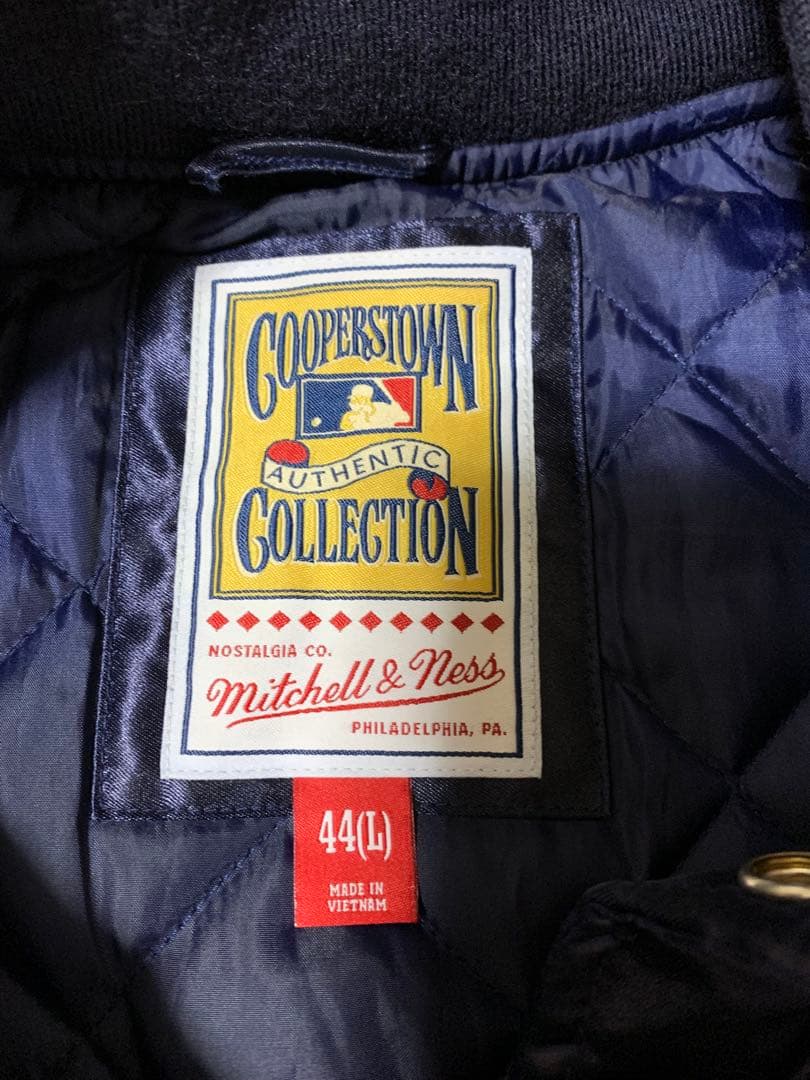 COOPERSTOWN
AUTHENTIC
COLLECTION
NOSTALGIA CO.
Mitchell & Ness
PHILADELPHIA, PA.
44(L)
MADE IN
VIETNAM